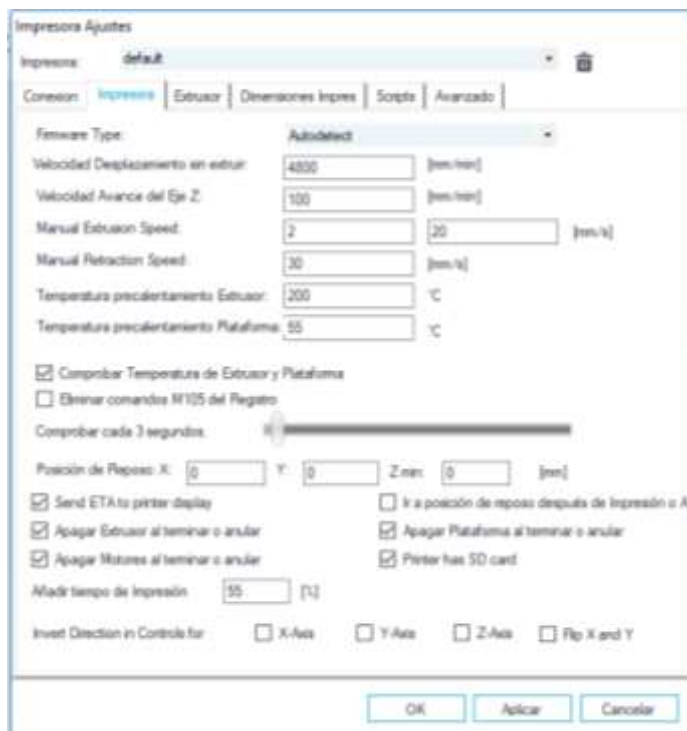 Impresora Ajustes
Impresora: default
Conexion Impresora Extrusor Dimensiones Impres Scripts Avanzado
Firmware Type: Autodetect
Velocidad Desplazamiento en extruir: 4800 [mm/min]
Velocidad Avance del Eje Z: 100 [mm/min]
Manual Extrusion Speed: 2 20 [mm/s]
Manual Retraction Speed: 30 [mm/s]
Temperatura precalentamiento Extrusor: 200 °C
Temperatura precalentamiento Plataforma: 55 °C
Comprobar Temperatura de Extrusor y Plataforma
Eliminar comandos M105 del Registro
Comprobar cada 3 segundos.
Posición de Reposo: X: 0 Y: 0 Z min: 0 [mm]
Send ETA to printer display Ir a posición de reposo después de Impresión o A
Apagar Extrusor al terminar o anular Apagar Plataforma al terminar o anular
Apagar Motores al terminar o anular Printer has SD card
Añadir tiempo de Impresión 55 [%]
Invert Direction in Controls for X-Axis Y-Axis Z-Axis Flip X and Y
OK Aplicar Cancelar